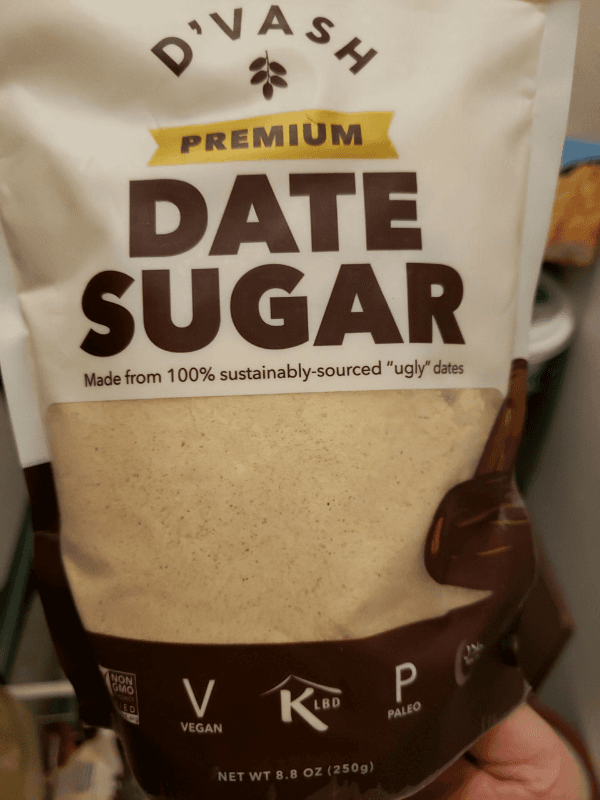 D'VASH
PREMIUM
DATE
SUGAR
Made from 100% sustainably-sourced "ugly" dates
NON
GMO
V
VEGAN
K LBD
P
PALEO
NET WT 8.8 OZ (250g)